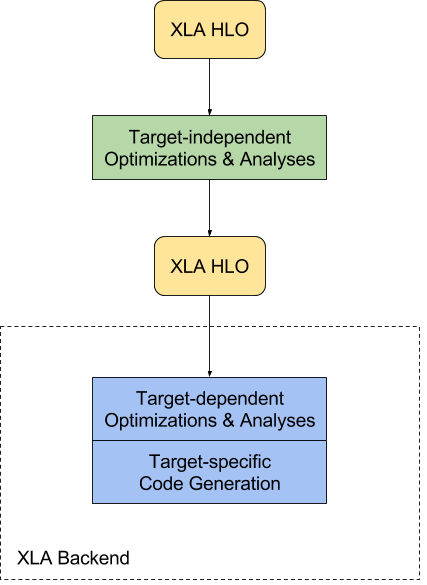 XLA HLO
Target-independent
Optimizations & Analyses
XLA HLO
Target-dependent
Optimizations & Analyses
Target-specific
Code Generation
XLA Backend